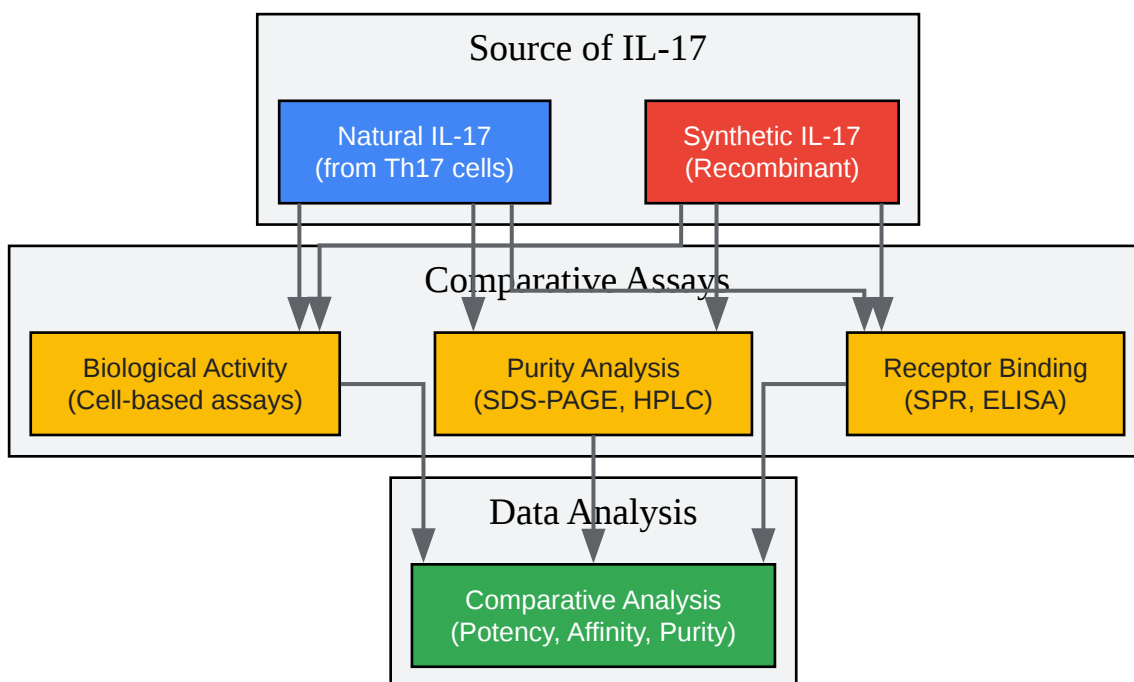 Source of IL-17
Natural IL-17
(from Th17 cells)
Synthetic IL-17
(Recombinant)
Comparative Assays
Biological Activity
(Cell-based assays)
Purity Analysis
(SDS-PAGE, HPLC)
Receptor Binding
(SPR, ELISA)
Data Analysis
Comparative Analysis
(Potency, Affinity, Purity)